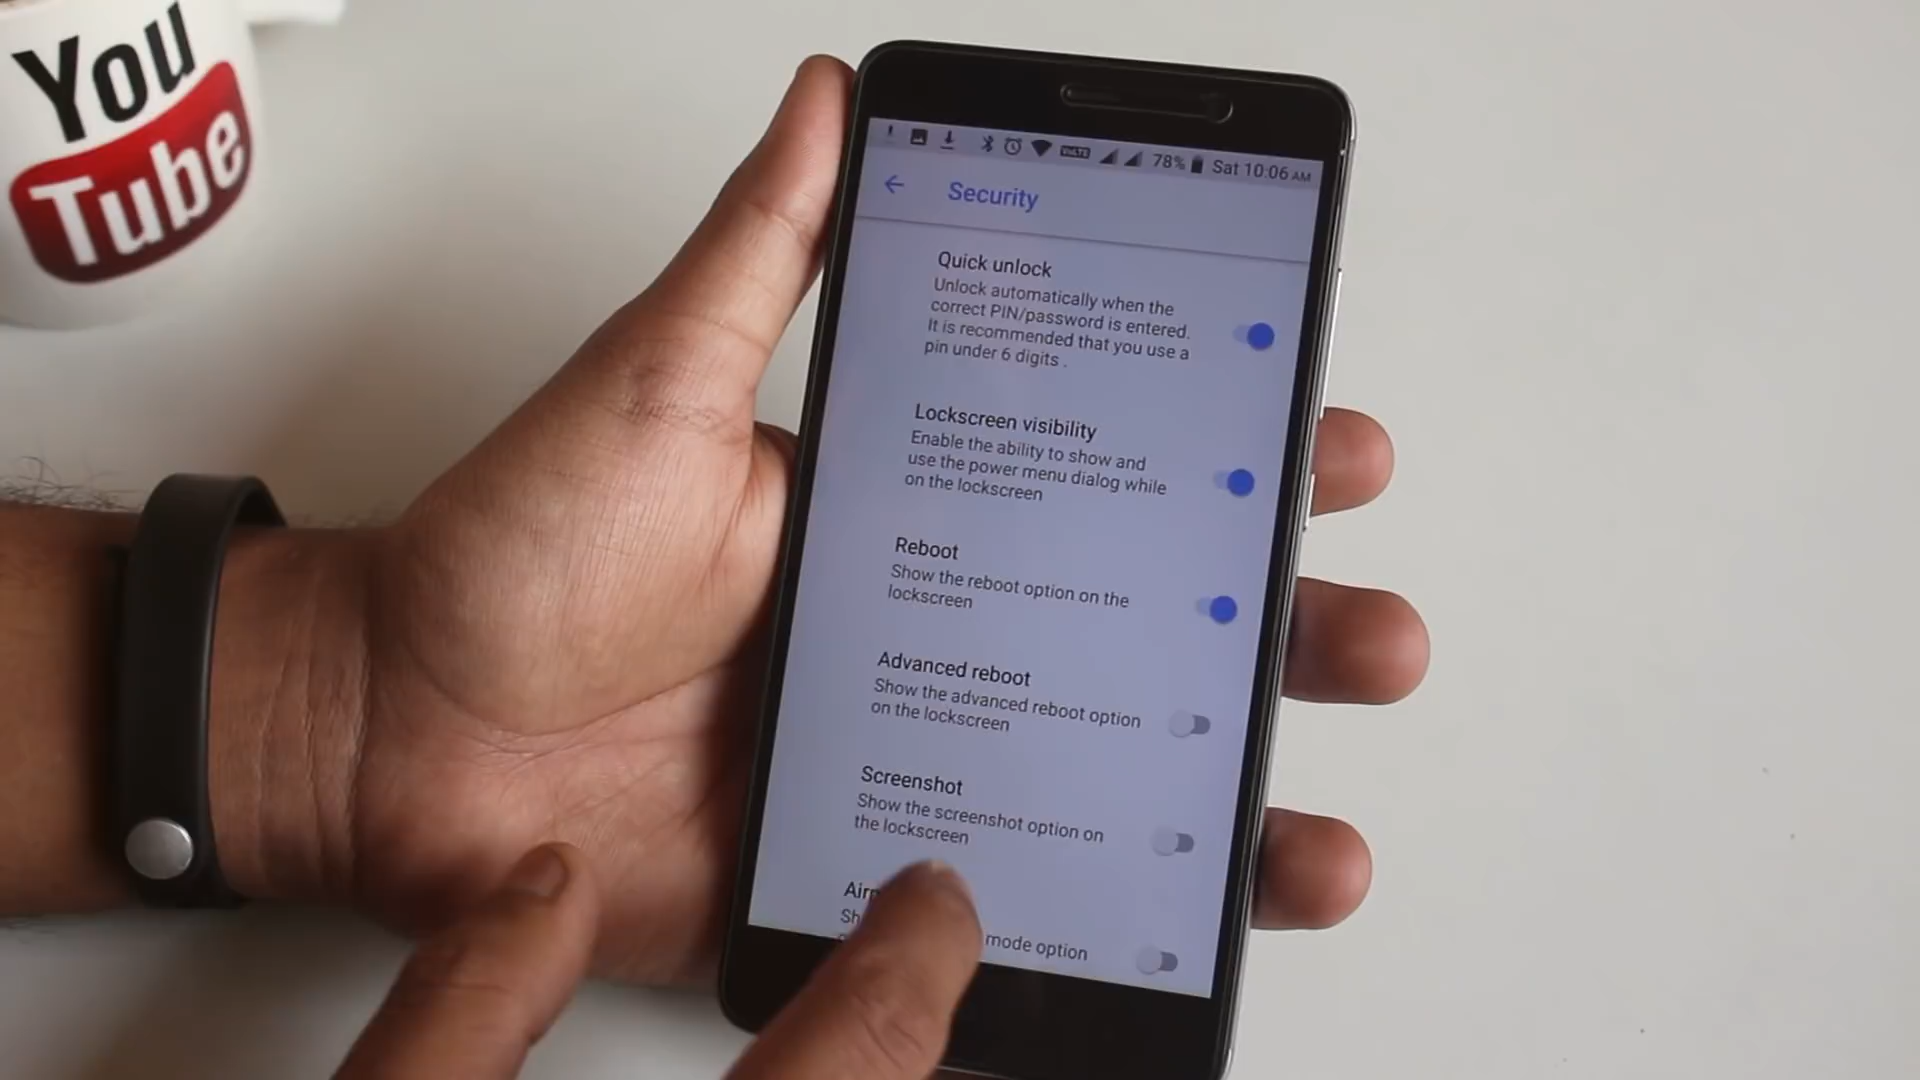 You
Tube
VoLTE 78% Sat 10:06 AM
Security
Quick unlock
Unlock automatically when the
correct PIN/password is entered.
It is recommended that you use a
pin under 6 digits .
Lockscreen visibility
Enable the ability to show and
use the power menu dialog while
on the lockscreen
Reboot
Show the reboot option on the
lockscreen
Advanced reboot
Show the advanced reboot option
on the lockscreen
Screenshot
Show the screenshot option on
the lockscreen
mode option